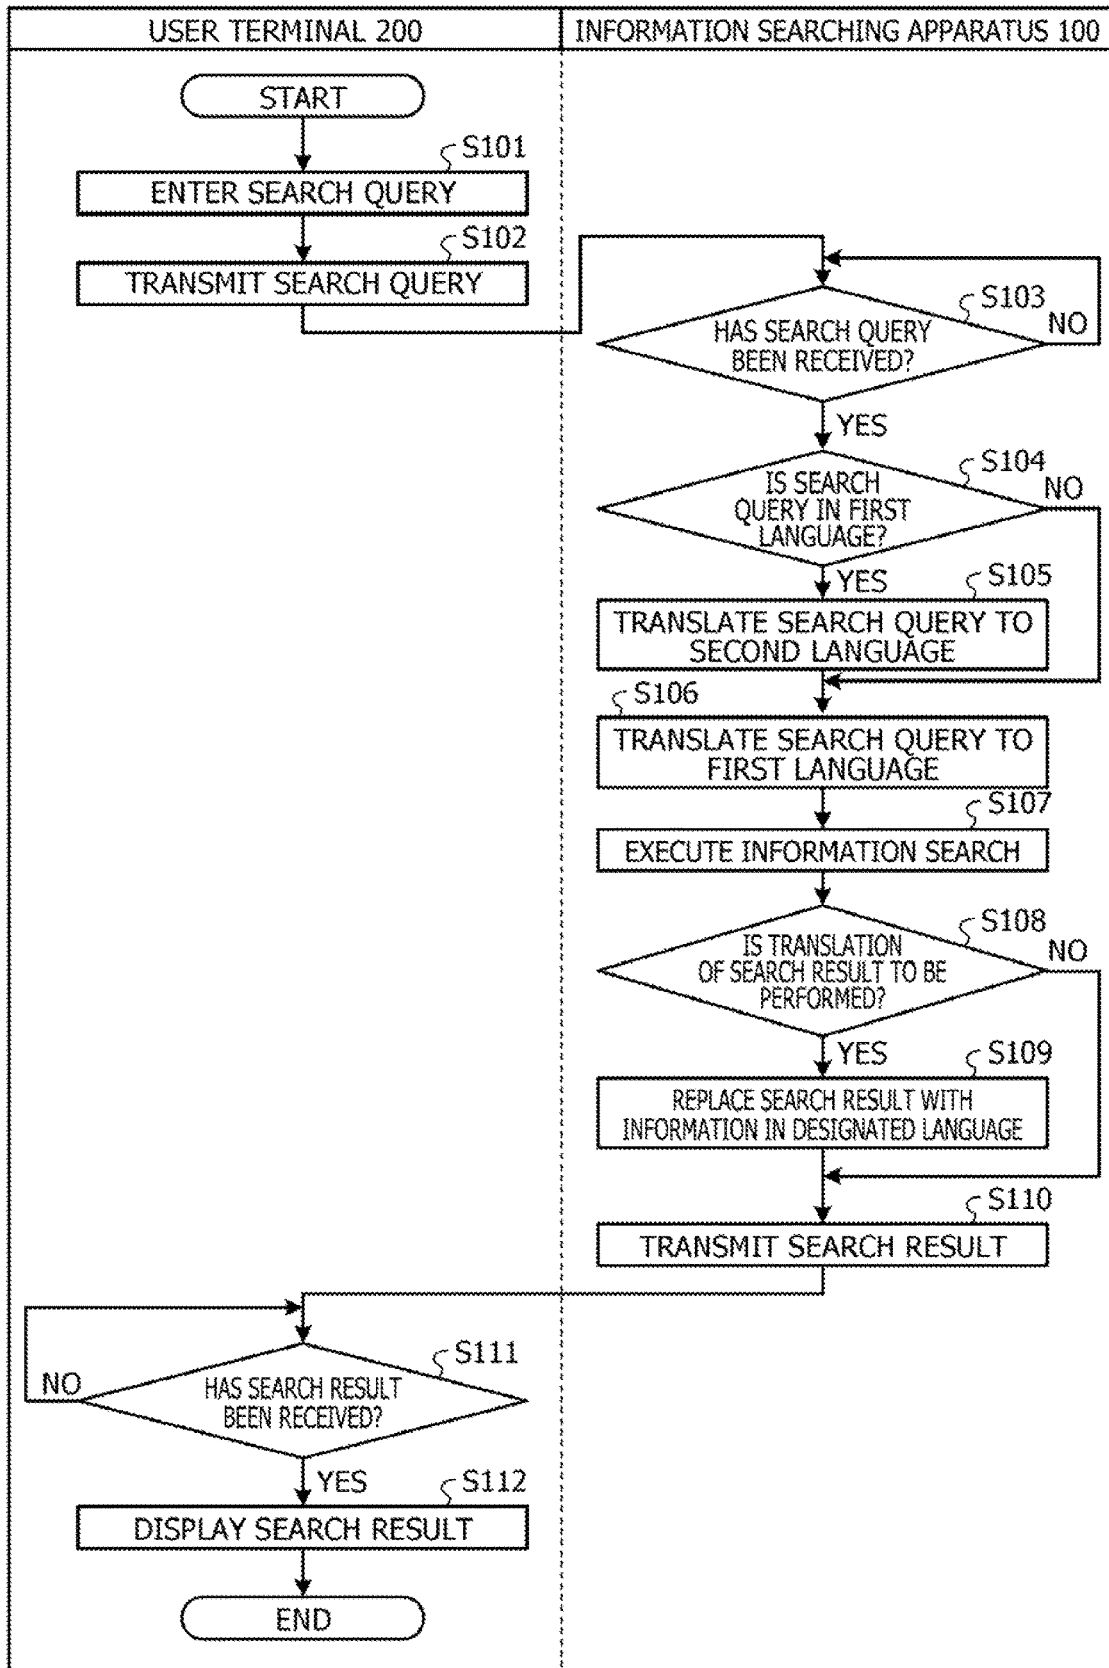 USER TERMINAL 200
INFORMATION SEARCHING APPARATUS 100
START
S101
ENTER SEARCH QUERY
S102
TRANSMIT SEARCH QUERY
S103
HAS SEARCH QUERY
BEEN RECEIVED?
NO
YES
S104
IS SEARCH
QUERY IN FIRST
LANGUAGE?
NO
YES
S105
TRANSLATE SEARCH QUERY TO
SECOND LANGUAGE
S106
TRANSLATE SEARCH QUERY TO
FIRST LANGUAGE
S107
EXECUTE INFORMATION SEARCH
S108
IS TRANSLATION
OF SEARCH RESULT TO BE
PERFORMED?
NO
YES
S109
REPLACE SEARCH RESULT WITH
INFORMATION IN DESIGNATED LANGUAGE
S110
TRANSMIT SEARCH RESULT
S111
HAS SEARCH RESULT
BEEN RECEIVED?
NO
YES
S112
DISPLAY SEARCH RESULT
END